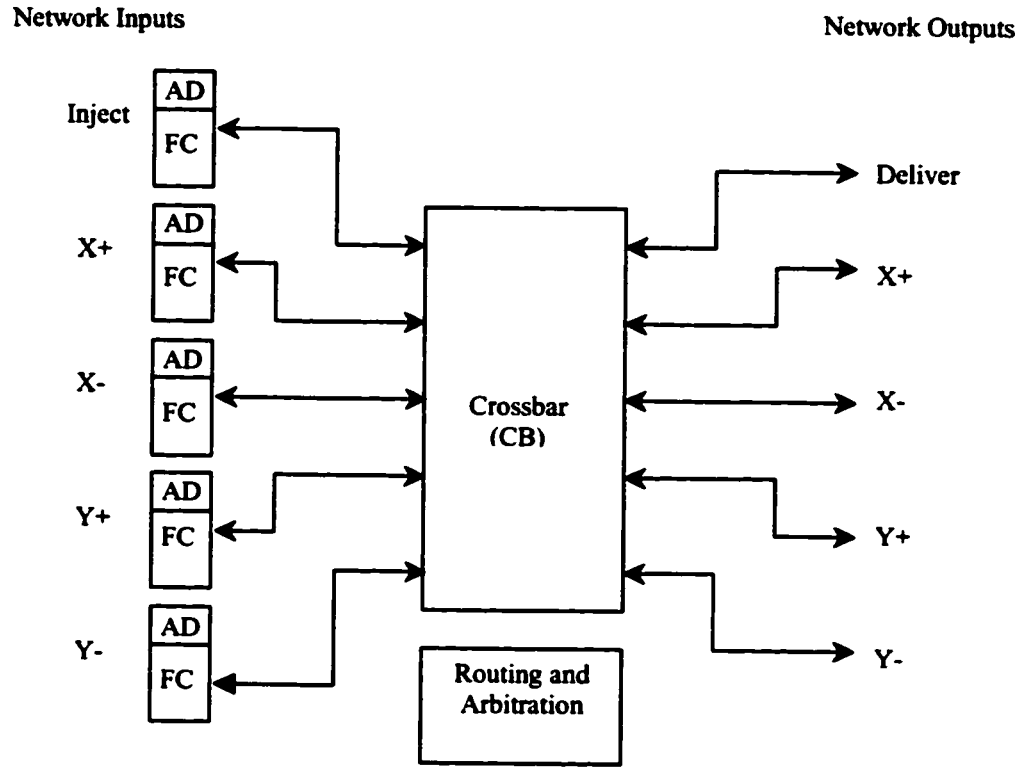 Network Inputs
Network Outputs
Inject
AD
FC
X+
AD
FC
X-
AD
FC
Y+
AD
FC
Y-
AD
FC
Crossbar
(CB)
Routing and
Arbitration
Deliver
X+
X-
Y+
Y-